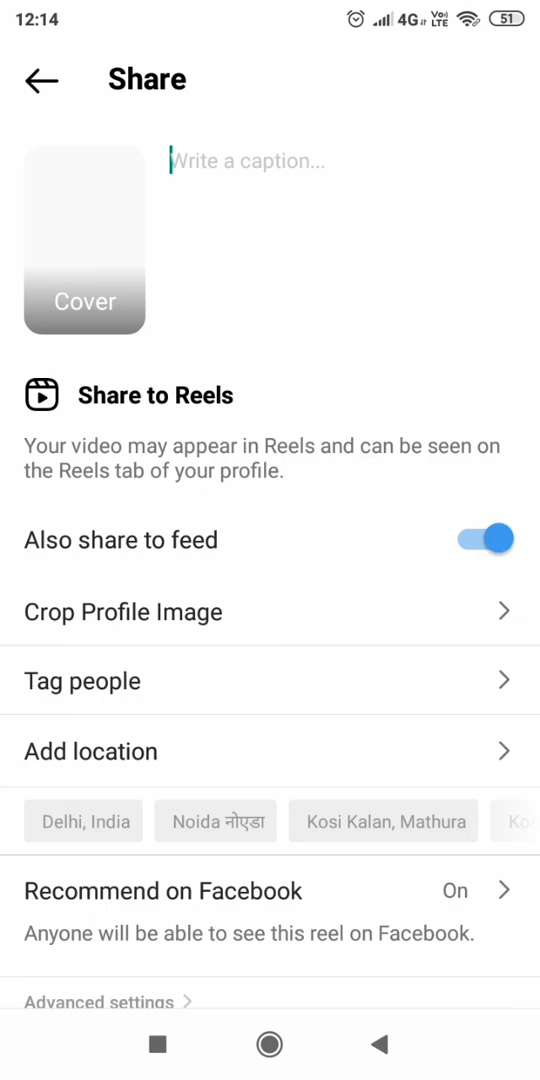 12:14 4G Vo) LTE 51
Share
Write a caption...
Cover
Share to Reels
Your video may appear in Reels and can be seen on
the Reels tab of your profile.
Also share to feed
Crop Profile Image
Tag people
Add location
Delhi, India Noida नोएडा Kosi Kalan, Mathura
Recommend on Facebook On
Anyone will be able to see this reel on Facebook.
Advanced settings